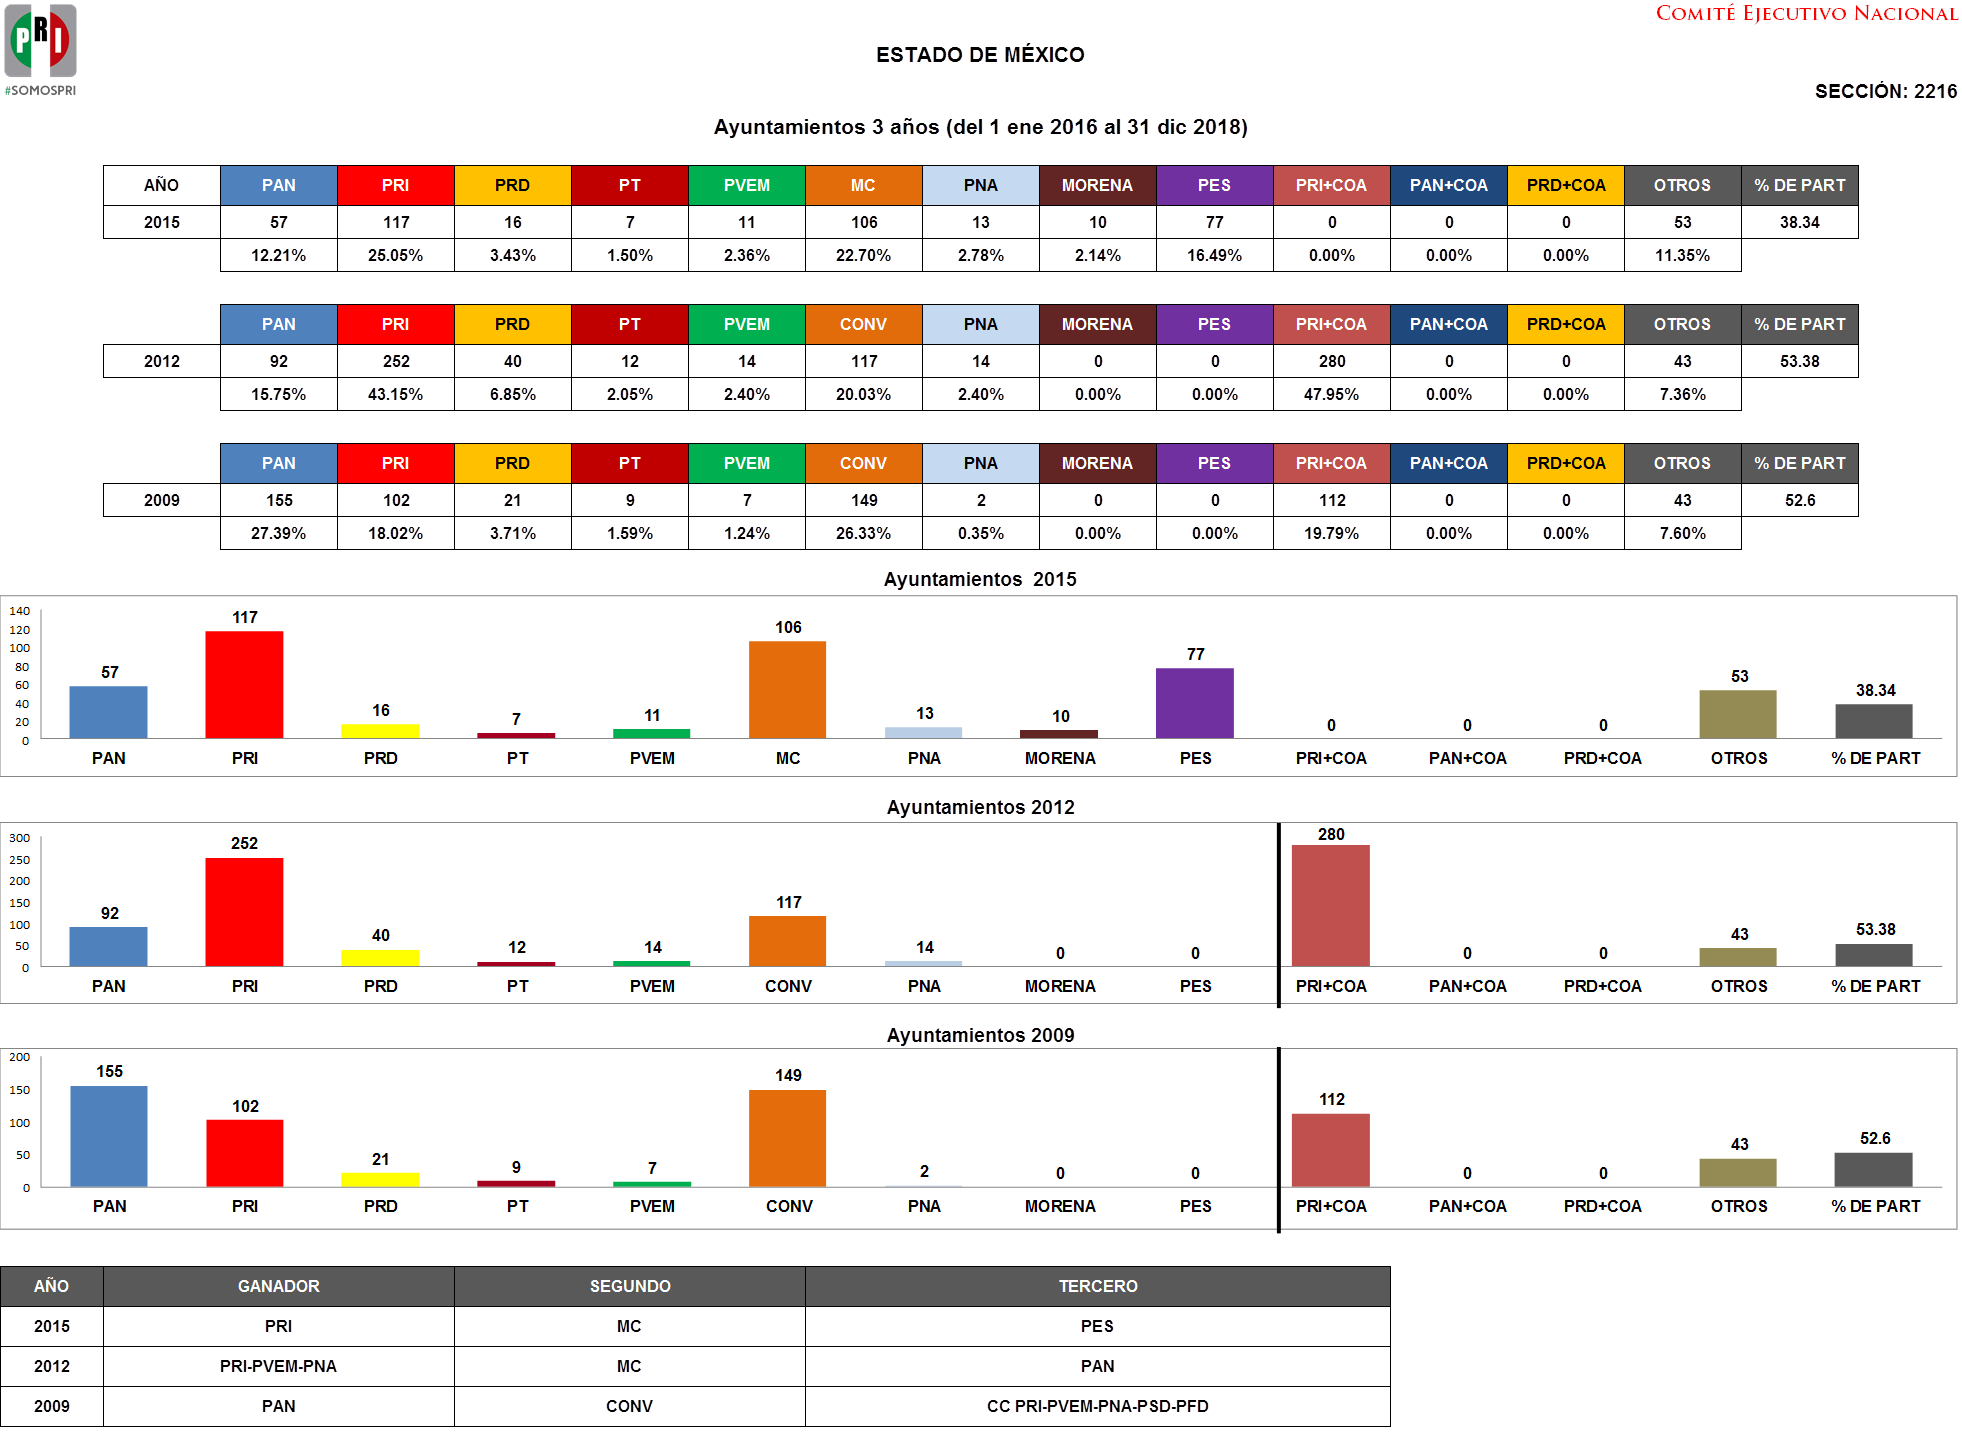 PRI
#SOMOSPRI
COMITÉ EJECUTIVO NACIONAL
ESTADO DE MÉXICO
SECCIÓN: 2216
Ayuntamientos 3 años (del 1 ene 2016 al 31 dic 2018)
AÑO PAN PRI PRD PT PVEM MC PNA MORENA PES PRI+COA PAN+COA PRD+COA OTROS % DE PART
2015 57 117 16 7 11 106 13 10 77 0 0 0 53 38.34
12.21% 25.05% 3.43% 1.50% 2.36% 22.70% 2.78% 2.14% 16.49% 0.00% 0.00% 0.00% 11.35%
PAN PRI PRD PT PVEM CONV PNA MORENA PES PRI+COA PAN+COA PRD+COA OTROS % DE PART
2012 92 252 40 12 14 117 14 0 0 280 0 0 43 53.38
15.75% 43.15% 6.85% 2.05% 2.40% 20.03% 2.40% 0.00% 0.00% 47.95% 0.00% 0.00% 7.36%
PAN PRI PRD PT PVEM CONV PNA MORENA PES PRI+COA PAN+COA PRD+COA OTROS % DE PART
2009 155 102 21 9 7 149 2 0 0 112 0 0 43 52.6
27.39% 18.02% 3.71% 1.59% 1.24% 26.33% 0.35% 0.00% 0.00% 19.79% 0.00% 0.00% 7.60%
Ayuntamientos 2015
140
120
100
80
60
40
20
0
57 117 16 7 11 106 13 10 77 0 0 0 53 38.34
PAN PRI PRD PT PVEM MC PNA MORENA PES PRI+COA PAN+COA PRD+COA OTROS % DE PART
Ayuntamientos 2012
300
250
200
150
100
50
0
92 252 40 12 14 117 14 0 0 280 0 0 43 53.38
PAN PRI PRD PT PVEM CONV PNA MORENA PES PRI+COA PAN+COA PRD+COA OTROS % DE PART
Ayuntamientos 2009
200
150
100
50
0
155 102 21 9 7 149 2 0 0 112 0 0 43 52.6
PAN PRI PRD PT PVEM CONV PNA MORENA PES PRI+COA PAN+COA PRD+COA OTROS % DE PART
AÑO GANADOR SEGUNDO TERCERO
2015 PRI MC PES
2012 PRI-PVEM-PNA MC PAN
2009 PAN CONV CC PRI-PVEM-PNA-PSD-PFD